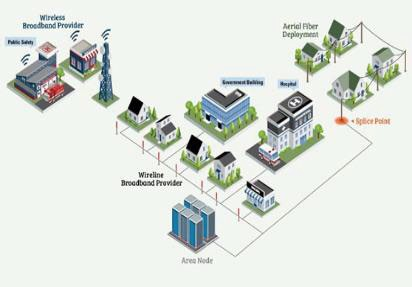 Wireless
Broadband Provider
Public Safety
Aerial Fiber
Deployment
Government Building
Hospital
H
Splice Point
Wireline
Broadband Provider
Area Node